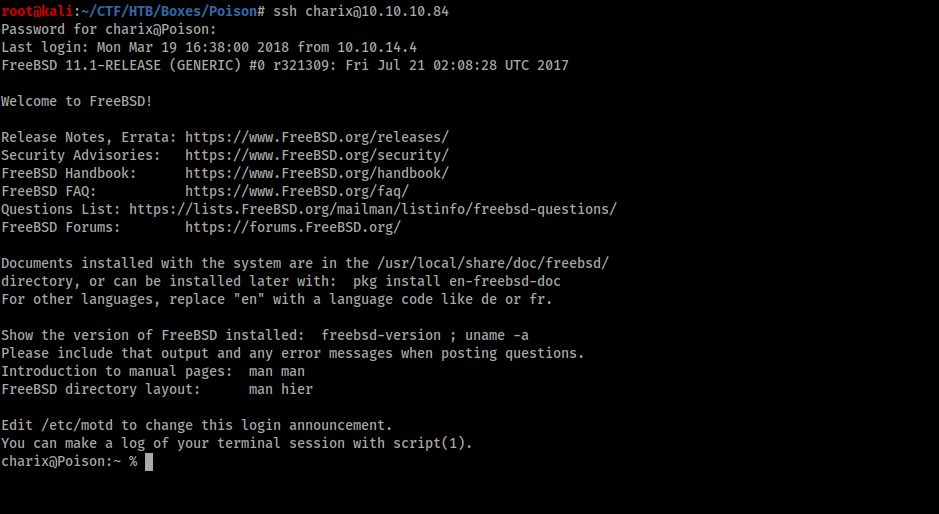 root@kali:~/CTF/HTB/Boxes/Poison# ssh charix@10.10.10.84
Password for charix@Poison:
Last login: Mon Mar 19 16:38:00 2018 from 10.10.14.4
FreeBSD 11.1-RELEASE (GENERIC) #0 r321309: Fri Jul 21 02:08:28 UTC 2017

Welcome to FreeBSD!

Release Notes, Errata: https://www.FreeBSD.org/releases/
Security Advisories:   https://www.FreeBSD.org/security/
FreeBSD Handbook:      https://www.FreeBSD.org/handbook/
FreeBSD FAQ:           https://www.FreeBSD.org/faq/
Questions List: https://lists.FreeBSD.org/mailman/listinfo/freebsd-questions/
FreeBSD Forums:        https://forums.FreeBSD.org/

Documents installed with the system are in the /usr/local/share/doc/freebsd/
directory, or can be installed later with:  pkg install en-freebsd-doc
For other languages, replace "en" with a language code like de or fr.

Show the version of FreeBSD installed:  freebsd-version ; uname -a
Please include that output and any error messages when posting questions.
Introduction to manual pages:  man man
FreeBSD directory layout:      man hier

Edit /etc/motd to change this login announcement.
You can make a log of your terminal session with script(1).
charix@Poison:~ %